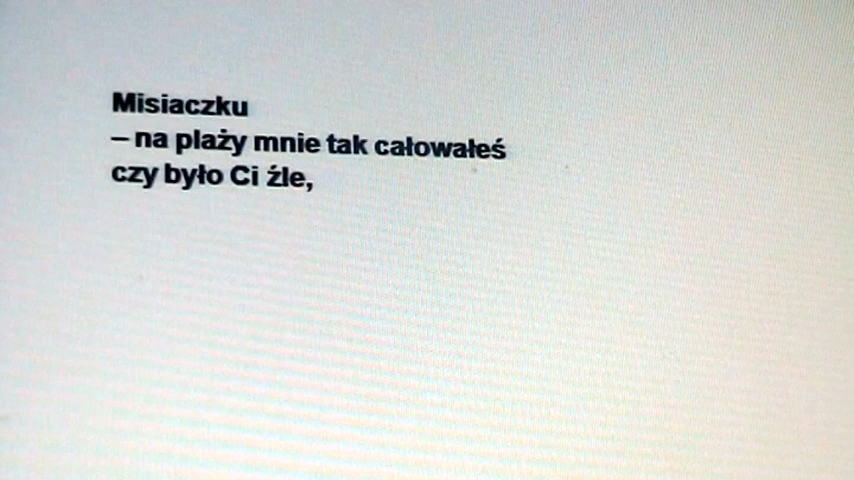 Misiaczku
– na plaży mnie tak całowałeś
czy było Ci źle,